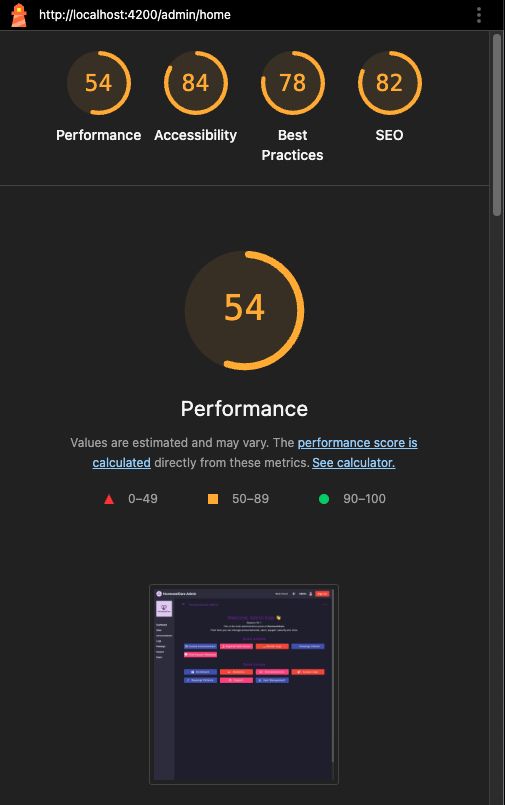 http://localhost:4200/admin/home
54
84
78
82
Performance
Accessibility
Best
Practices
SEO
54
Performance
Values are estimated and may vary. The performance score is
calculated directly from these metrics. See calculator.
0–49
50–89
90–100